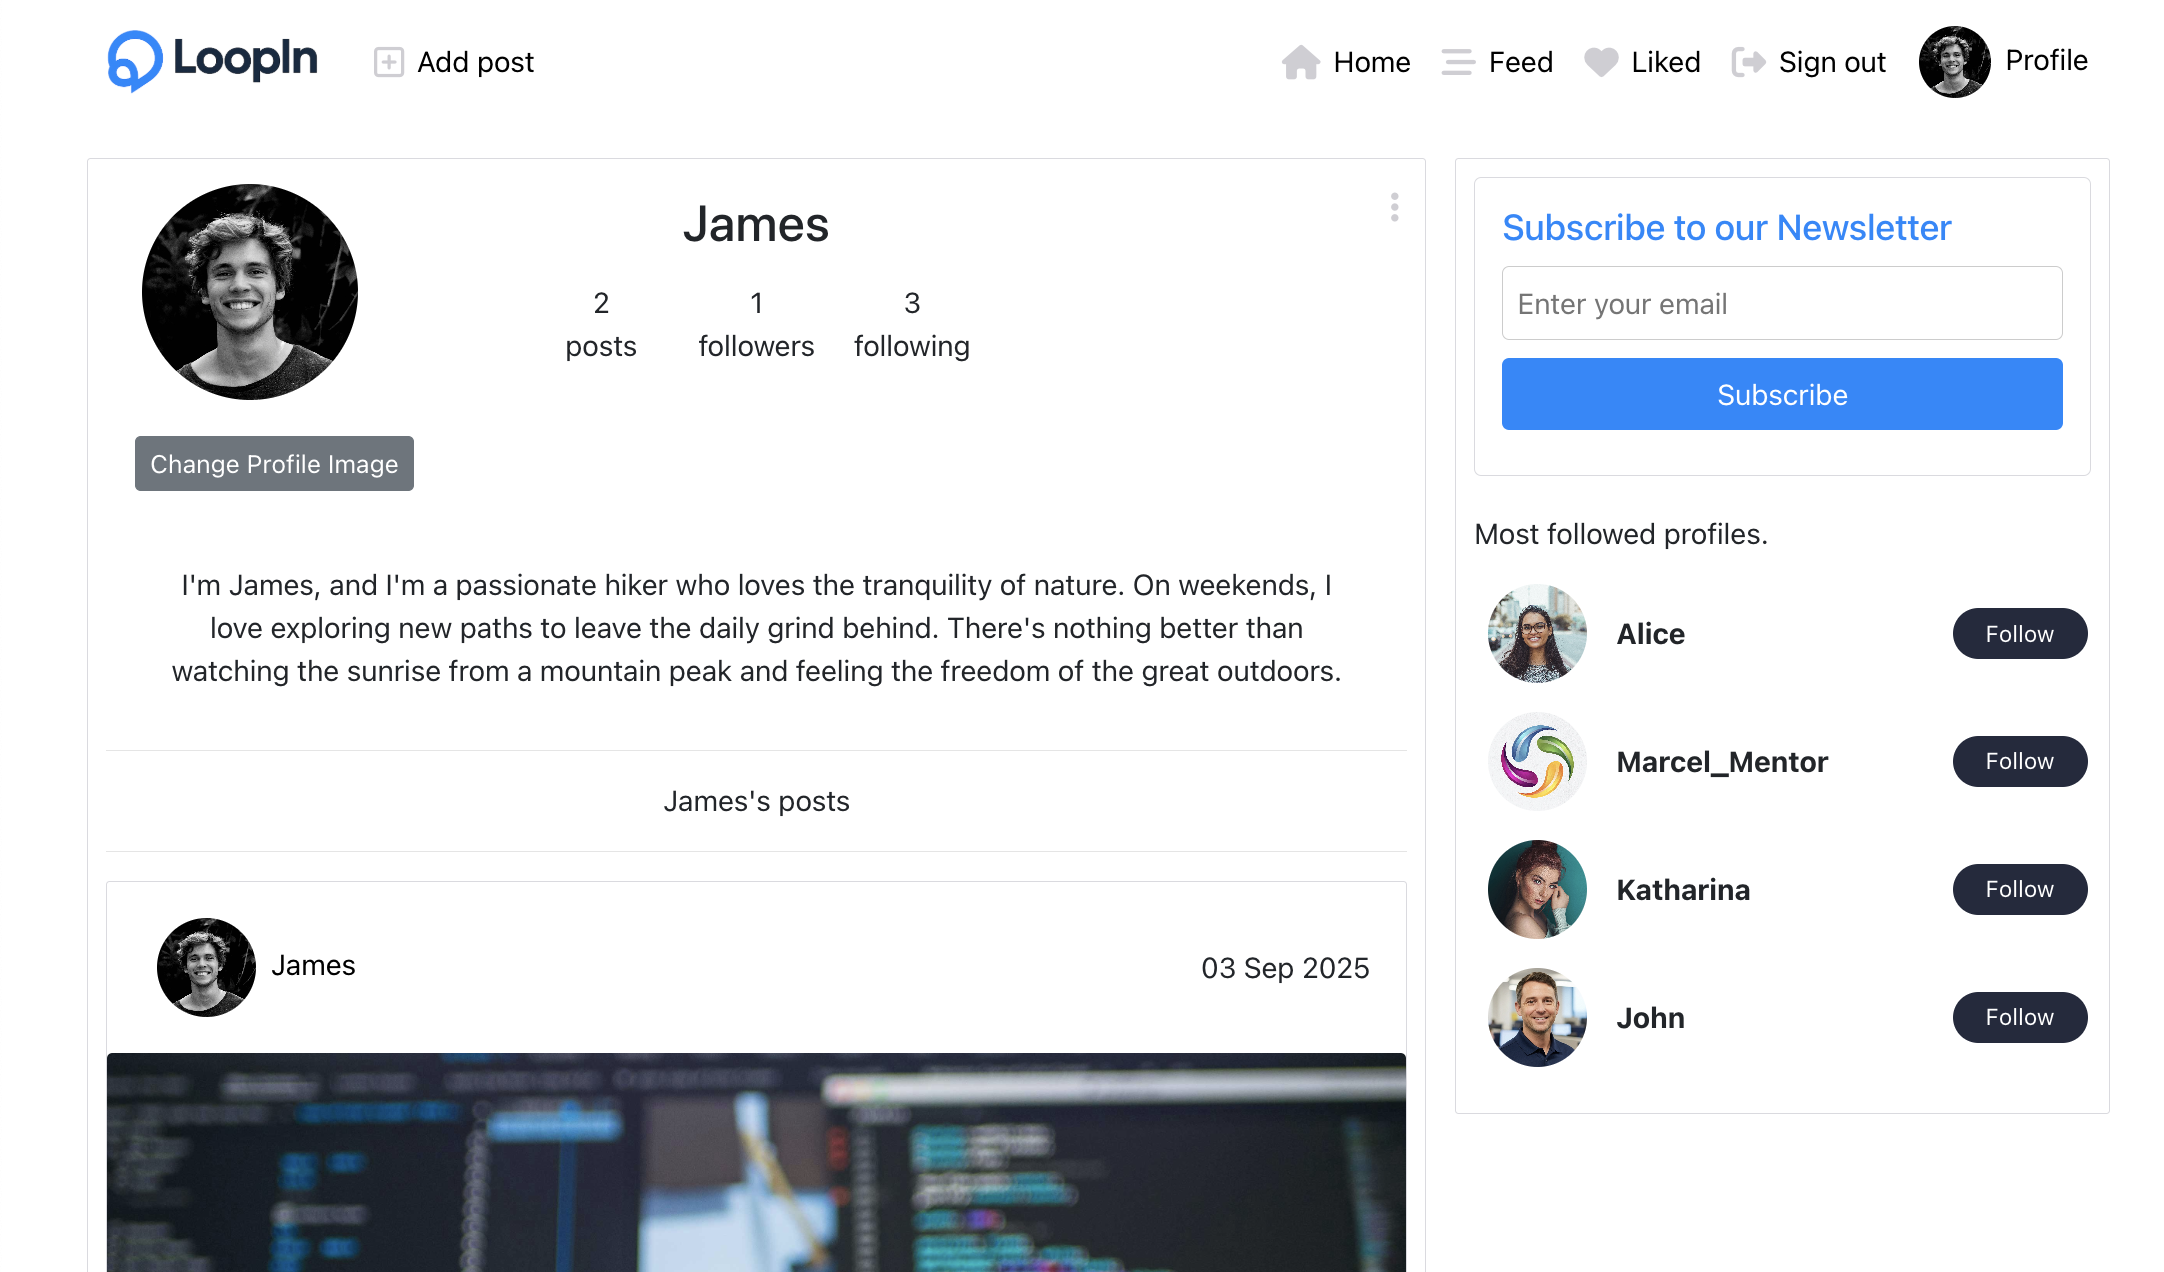 LoopIn
Add post
Home
Feed
Liked
Sign out
Profile
James
2
posts
1
followers
3
following
Change Profile Image
I'm James, and I'm a passionate hiker who loves the tranquility of nature. On weekends, I
love exploring new paths to leave the daily grind behind. There's nothing better than
watching the sunrise from a mountain peak and feeling the freedom of the great outdoors.
James's posts
James
03 Sep 2025
Subscribe to our Newsletter
Enter your email
Subscribe
Most followed profiles.
Alice
Follow
Marcel_Mentor
Follow
Katharina
Follow
John
Follow